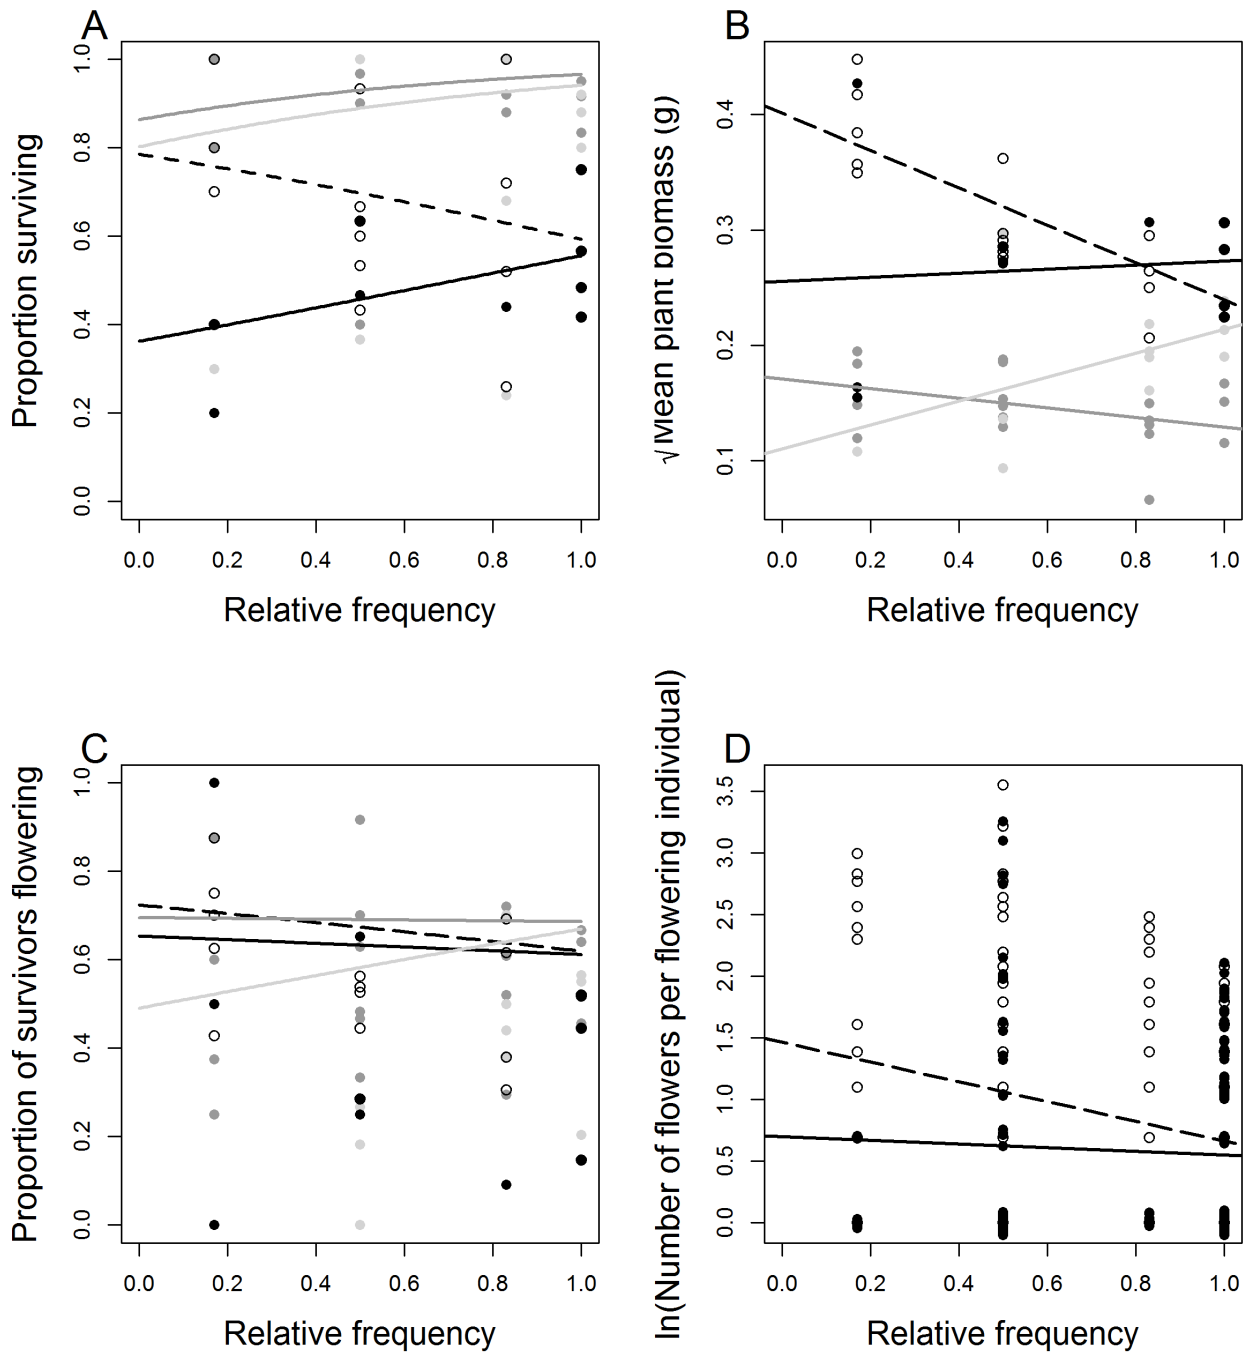 A
Proportion surviving
0.0 0.2 0.4 0.6 0.8 1.0
0.0 0.2 0.4 0.6 0.8 1.0
Relative frequency
B
√Mean plant biomass (g)
0.1 0.2 0.3 0.4
0.0 0.2 0.4 0.6 0.8 1.0
Relative frequency
C
Proportion of survivors flowering
0.0 0.2 0.4 0.6 0.8 1.0
0.0 0.2 0.4 0.6 0.8 1.0
Relative frequency
D
ln(Number of flowers per flowering individual)
0.0 0.5 1.0 1.5 2.0 2.5 3.0 3.5
0.0 0.2 0.4 0.6 0.8 1.0
Relative frequency